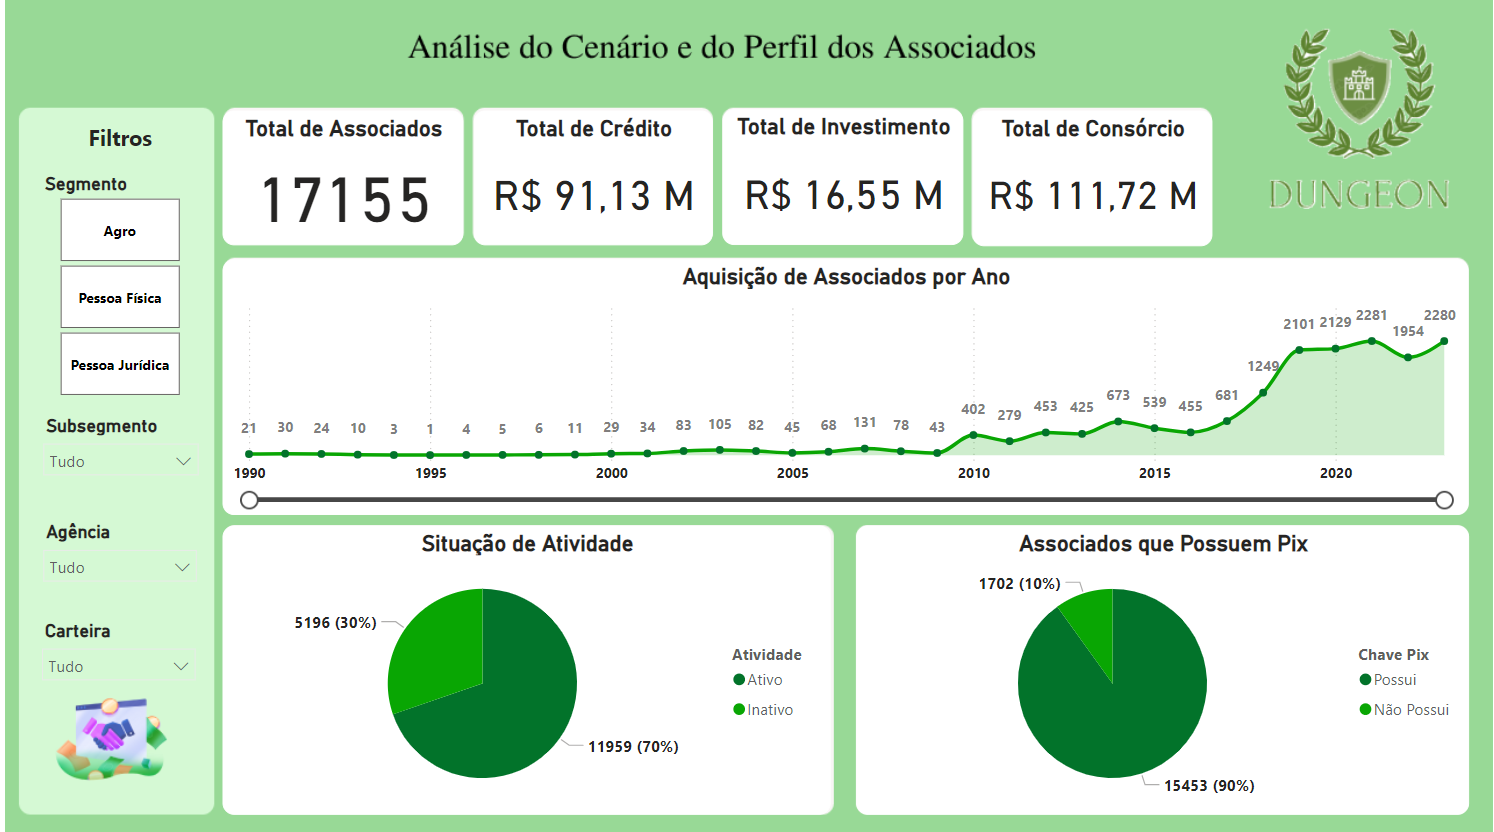 Análise do Cenário e do Perfil dos Associados
DUNGEON
Filtros
Segmento
Agro
Pessoa Física
Pessoa Jurídica
Subsegmento
Tudo
Agência
Tudo
Carteira
Tudo
Total de Associados
17155
Total de Crédito
R$ 91,13 M
Total de Investimento
R$ 16,55 M
Total de Consórcio
R$ 111,72 M
Aquisição de Associados por Ano
21 30 24 10 3 1 4 5 6 11 29 34 83 105 82 45 68 131 78 43 402 279 453 425 673 539 455 681 1249 2101 2129 2281 1954 2280
1990 1995 2000 2005 2010 2015 2020
Situação de Atividade
5196 (30%)
11959 (70%)
Atividade
Ativo
Inativo
Associados que Possuem Pix
1702 (10%)
15453 (90%)
Chave Pix
Possui
Não Possui